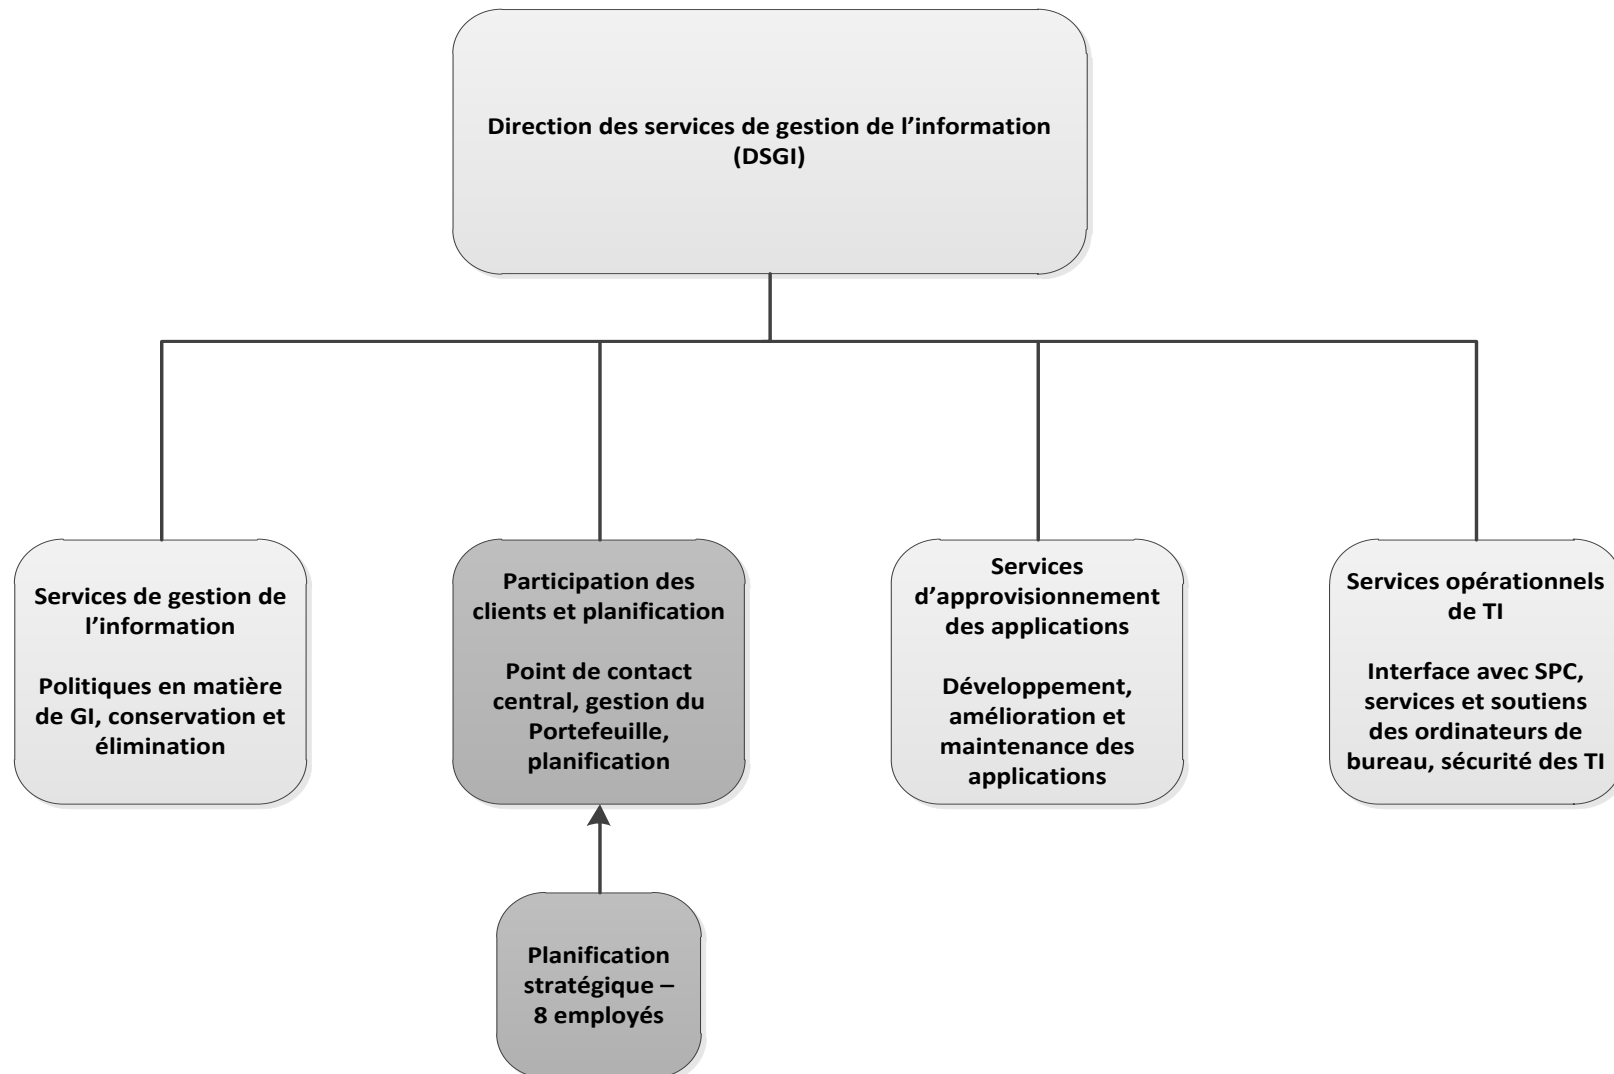 Direction des services de gestion de l’information
(DSGI)
Services de gestion de
l’information
Politiques en matière
de GI, conservation et
élimination
Participation des
clients et planification
Point de contact
central, gestion du
Portefeuille,
planification
Services
d’approvisionnement
des applications
Développement,
amélioration et
maintenance des
applications
Services opérationnels
de TI
Interface avec SPC,
services et soutiens
des ordinateurs de
bureau, sécurité des TI
Planification
stratégique –
8 employés